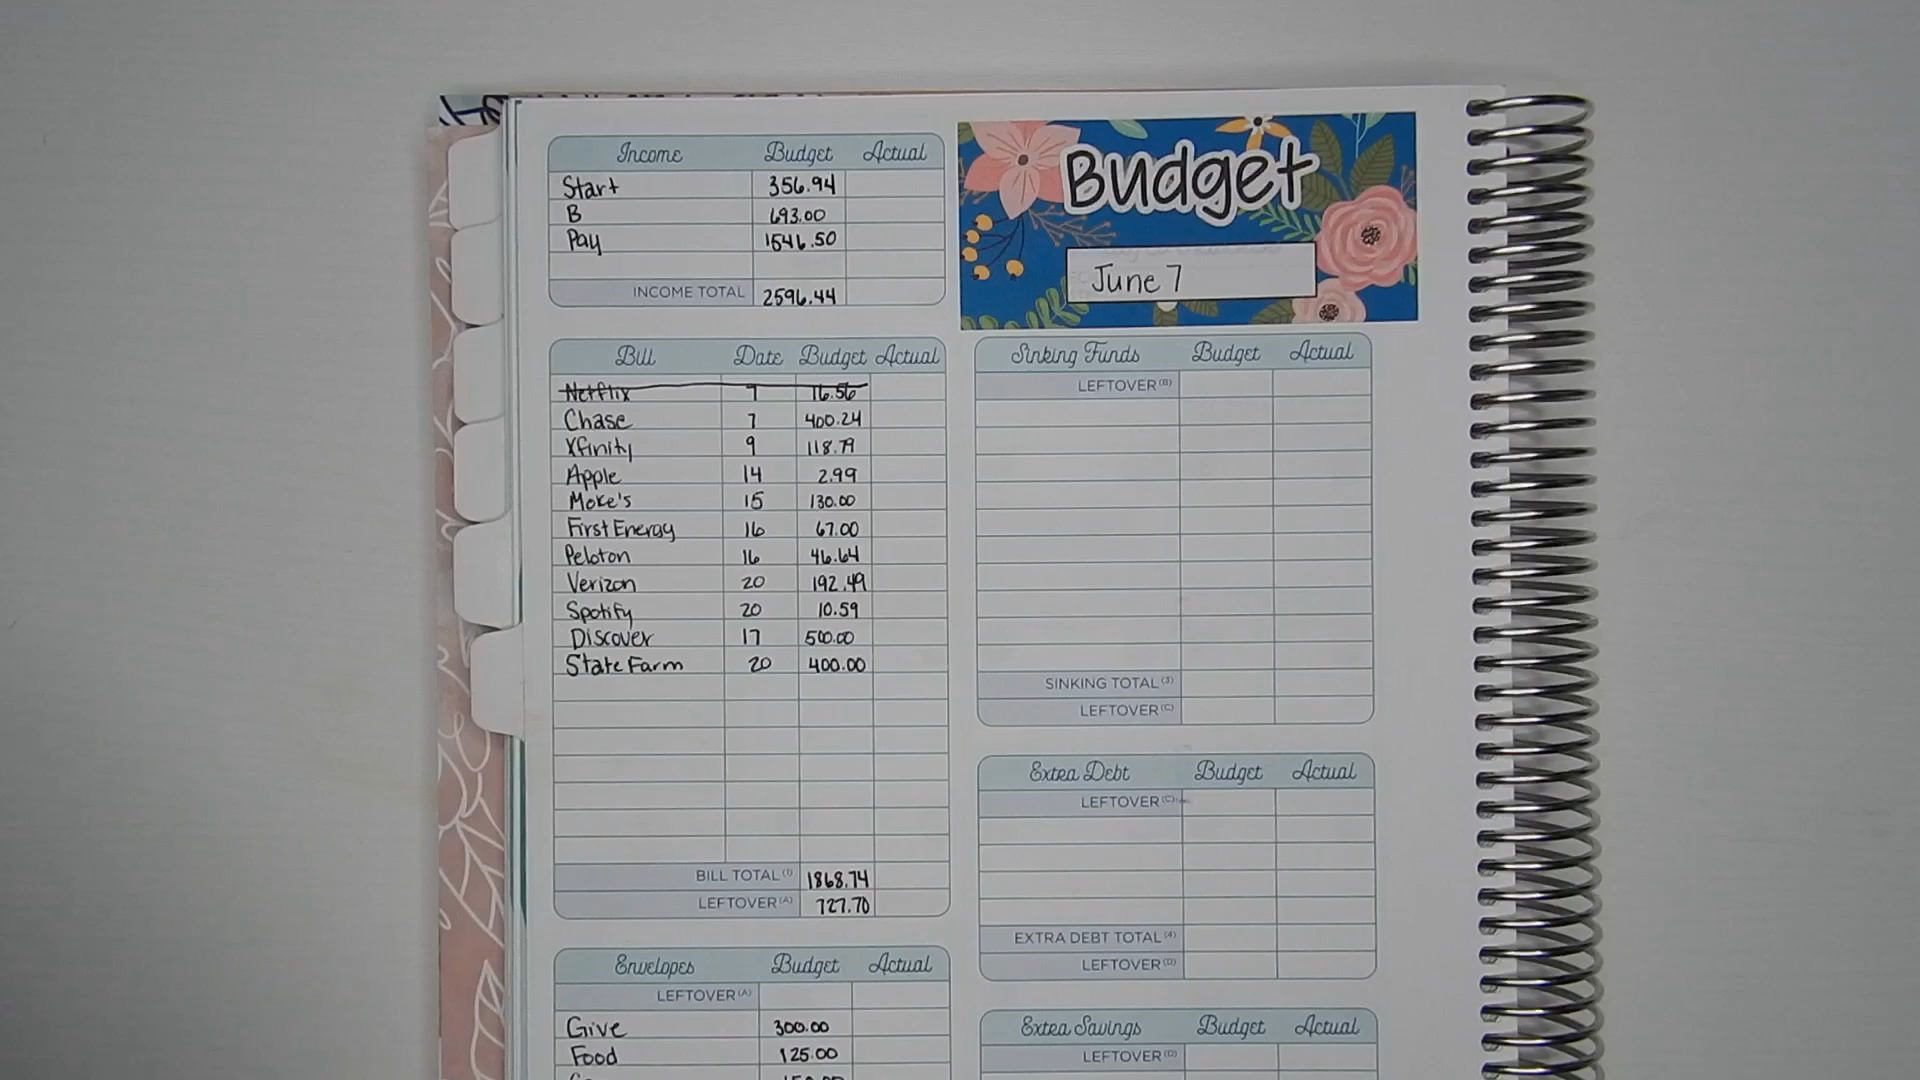 Income Budget Actual
Start 356.94
B 693.00
Pay 1546.50
INCOME TOTAL 2596.44
Budget
June 7
Bill Date Budget Actual
Netflix 7 16.56
Chase 7 400.24
Xfinity 9 118.79
Apple 14 2.99
Moke's 15 130.00
First Energy 16 67.00
Peloton 16 46.64
Verizon 20 192.49
Spotify 20 10.59
Discover 17 500.00
State Farm 20 400.00
BILL TOTAL (1) 1868.74
LEFTOVER (A) 727.70
Envelopes Budget Actual
LEFTOVER (A)
Give 300.00
Food 125.00
Sinking Funds Budget Actual
LEFTOVER (B)
SINKING TOTAL (3)
LEFTOVER (C)
Extra Debt Budget Actual
LEFTOVER (C)
EXTRA DEBT TOTAL (4)
LEFTOVER (D)
Extra Savings Budget Actual
LEFTOVER (D)